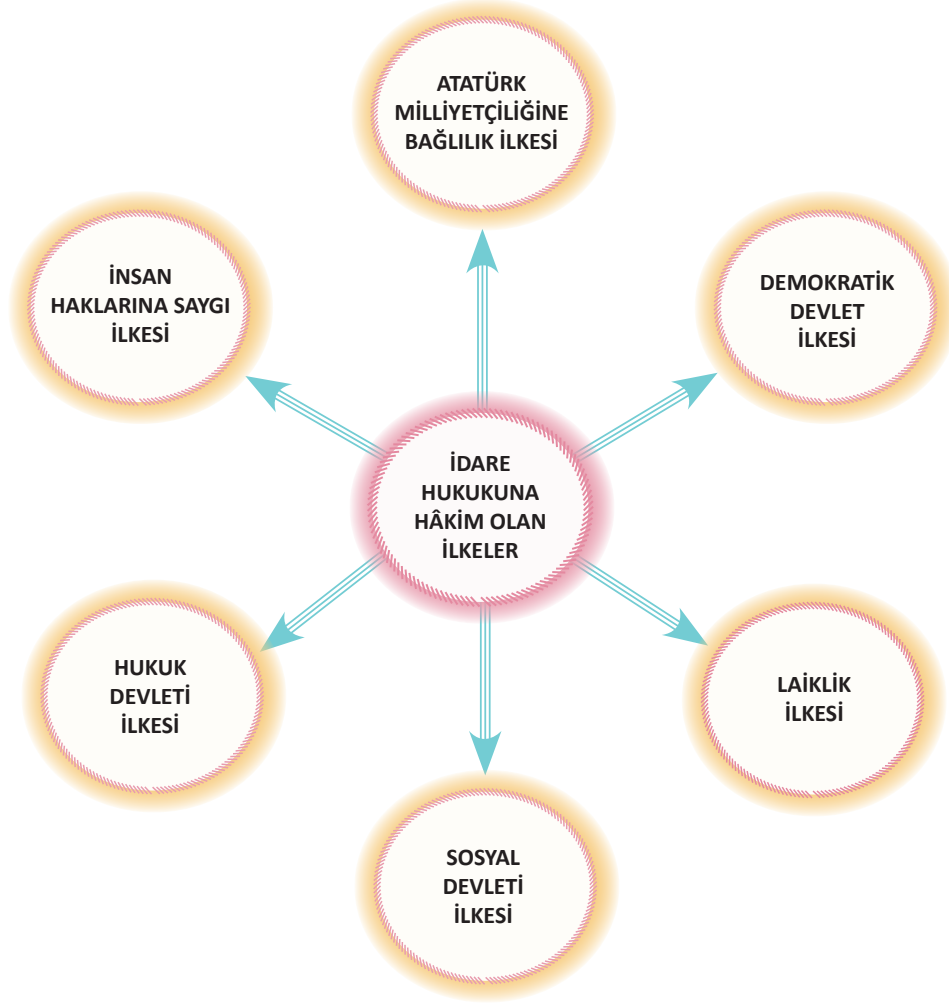 ATATÜRK
MİLLİYETÇİLİĞİNE
BAĞLILIK İLKESİ
İNSAN
HAKLARINA SAYGI
İLKESİ
DEMOKRATİK
DEVLET
İLKESİ
İDARE
HUKUKUNA
HÂKİM OLAN
İLKELER
HUKUK
DEVLETİ
İLKESİ
LAİKLİK
İLKESİ
SOSYAL
DEVLETİ
İLKESİ